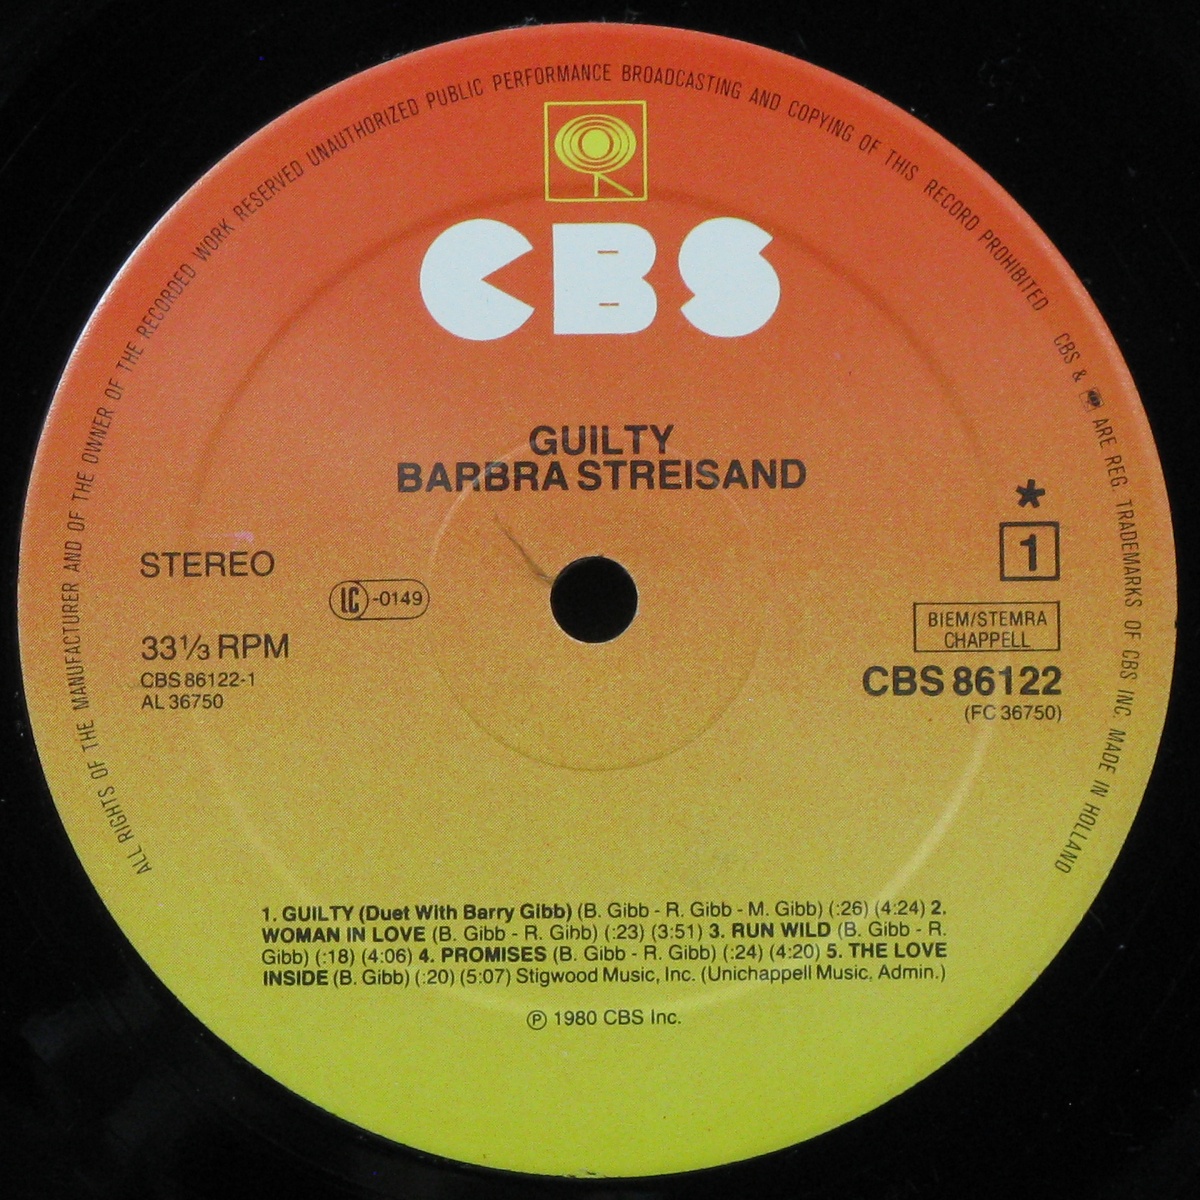 ALL RIGHTS OF THE MANUFACTURER AND OF THE OWNER OF THE RECORDED WORK RESERVED UNAUTHORIZED PUBLIC PERFORMANCE BROADCASTING AND COPYING OF THIS RECORD PROHIBITED CBS & ARE REG. TRADEMARKS OF CBS INC. MADE IN HOLLAND
CBS
GUILTY
BARBRA STREISAND
*
STEREO
1
LC-0149
BIEM/STEMRA
CHAPPELL
33 1/3 RPM
CBS 86122-1
AL 36750
CBS 86122
(FC 36750)
1. GUILTY (Duet With Barry Gibb) (B. Gibb - R. Gibb - M. Gibb) (:26) (4:24) 2.
WOMAN IN LOVE (B. Gibb - R. Gihb) (:23) (3:51) 3. RUN WILD (B. Gibb - R.
Gibb) (:18) (4:06) 4. PROMISES (B. Gibb - R. Gibb) (:24) (4:20) 5. THE LOVE
INSIDE (B. Gibb) (:20) (5:07) Stigwood Music, Inc. (Unichappell Music, Admin.)
℗ 1980 CBS Inc.